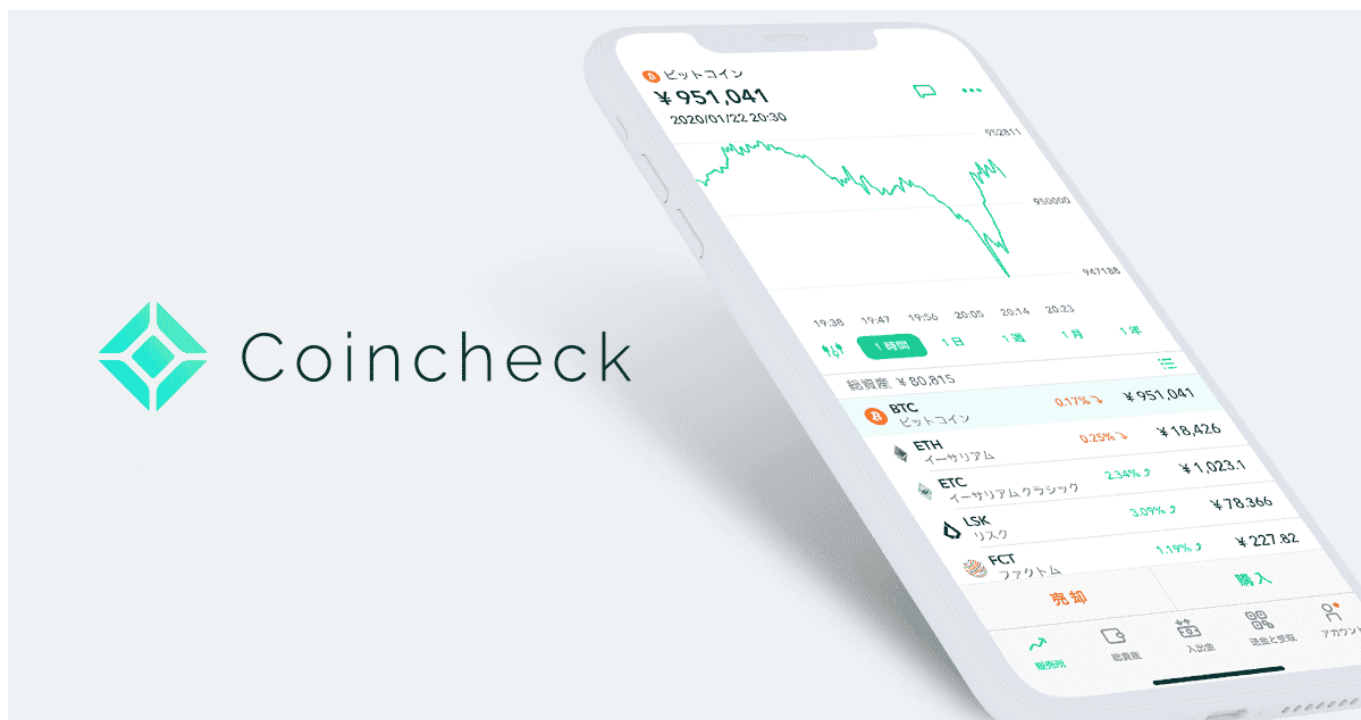 Coincheck
ビットコイン
¥ 951,041
2020/01/22 20:30
952811
950000
947188
19:38 19:47 19:56 20:05 20:14 20:23
1時間 1日 1週 1月 1年
総資産 ¥80,815
BTC 0.17% ¥951,041
ビットコイン
ETH 0.25% ¥18,426
イーサリアム
ETC 2.34% ¥1,023.1
イーサリアムクラシック
LSK 3.09% ¥78.366
リスク
FCT 1.19% ¥227.82
ファクトム
売却 購入
販売所 総資産 入出金 送金と受取 アカウント